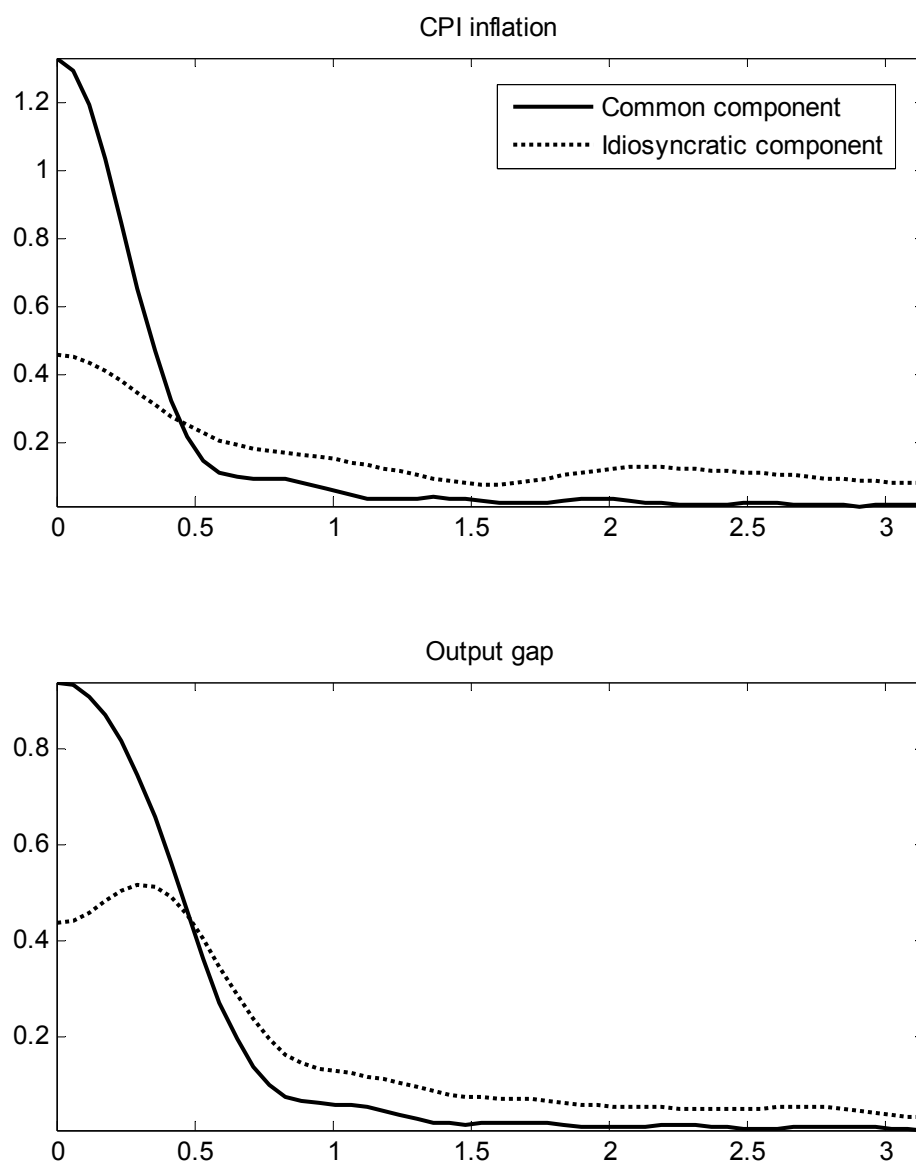 CPI inflation
1.2
1
0.8
0.6
0.4
0.2
Common component
Idiosyncratic component
0 0.5 1 1.5 2 2.5 3
Output gap
0.8
0.6
0.4
0.2
0 0.5 1 1.5 2 2.5 3